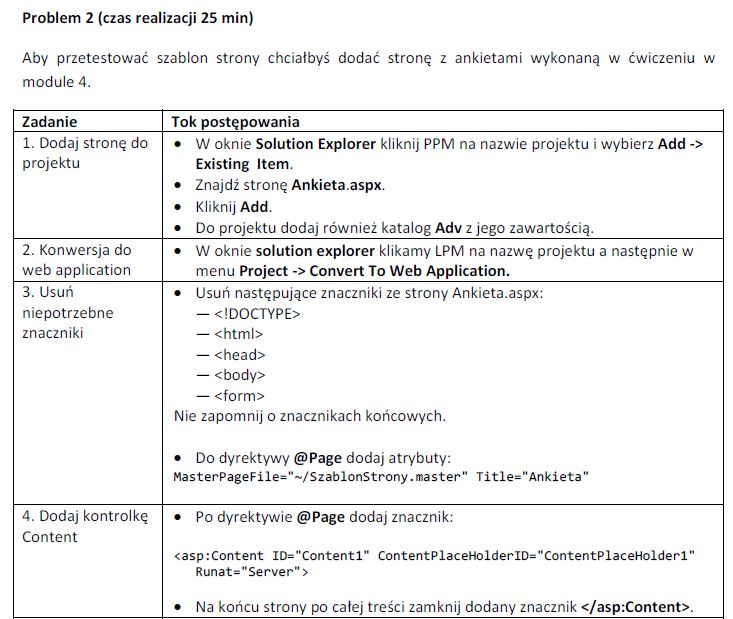 Problem 2 (czas realizacji 25 min)
Aby przetestować szablon strony chciałbyś dodać stronę z ankietami wykonaną w ćwiczeniu w
module 4.
Zadanie
Tok postępowania
1. Dodaj stronę do
projektu
• W oknie Solution Explorer kliknij PPM na nazwie projektu i wybierz Add ->
Existing Item.
• Znajdź stronę Ankieta.aspx.
• Kliknij Add.
• Do projektu dodaj również katalog Adv z jego zawartością.
2. Konwersja do
web application
• W oknie solution explorer klikamy LPM na nazwę projektu a następnie w
menu Project -> Convert To Web Application.
3. Usuń
niepotrzebne
znaczniki
• Usuń następujące znaczniki ze strony Ankieta.aspx:
— <!DOCTYPE>
— <html>
— <head>
— <body>
— <form>
Nie zapomnij o znacznikach końcowych.
• Do dyrektywy @Page dodaj atrybuty:
MasterPageFile="~/SzablonStrony.master" Title="Ankieta"
4. Dodaj kontrolkę
Content
• Po dyrektywie @Page dodaj znacznik:
<asp:Content ID="Content1" ContentPlaceHolderID="ContentPlaceHolder1"
Runat="Server">
• Na końcu strony po całej treści zamknij dodany znacznik </asp:Content>.